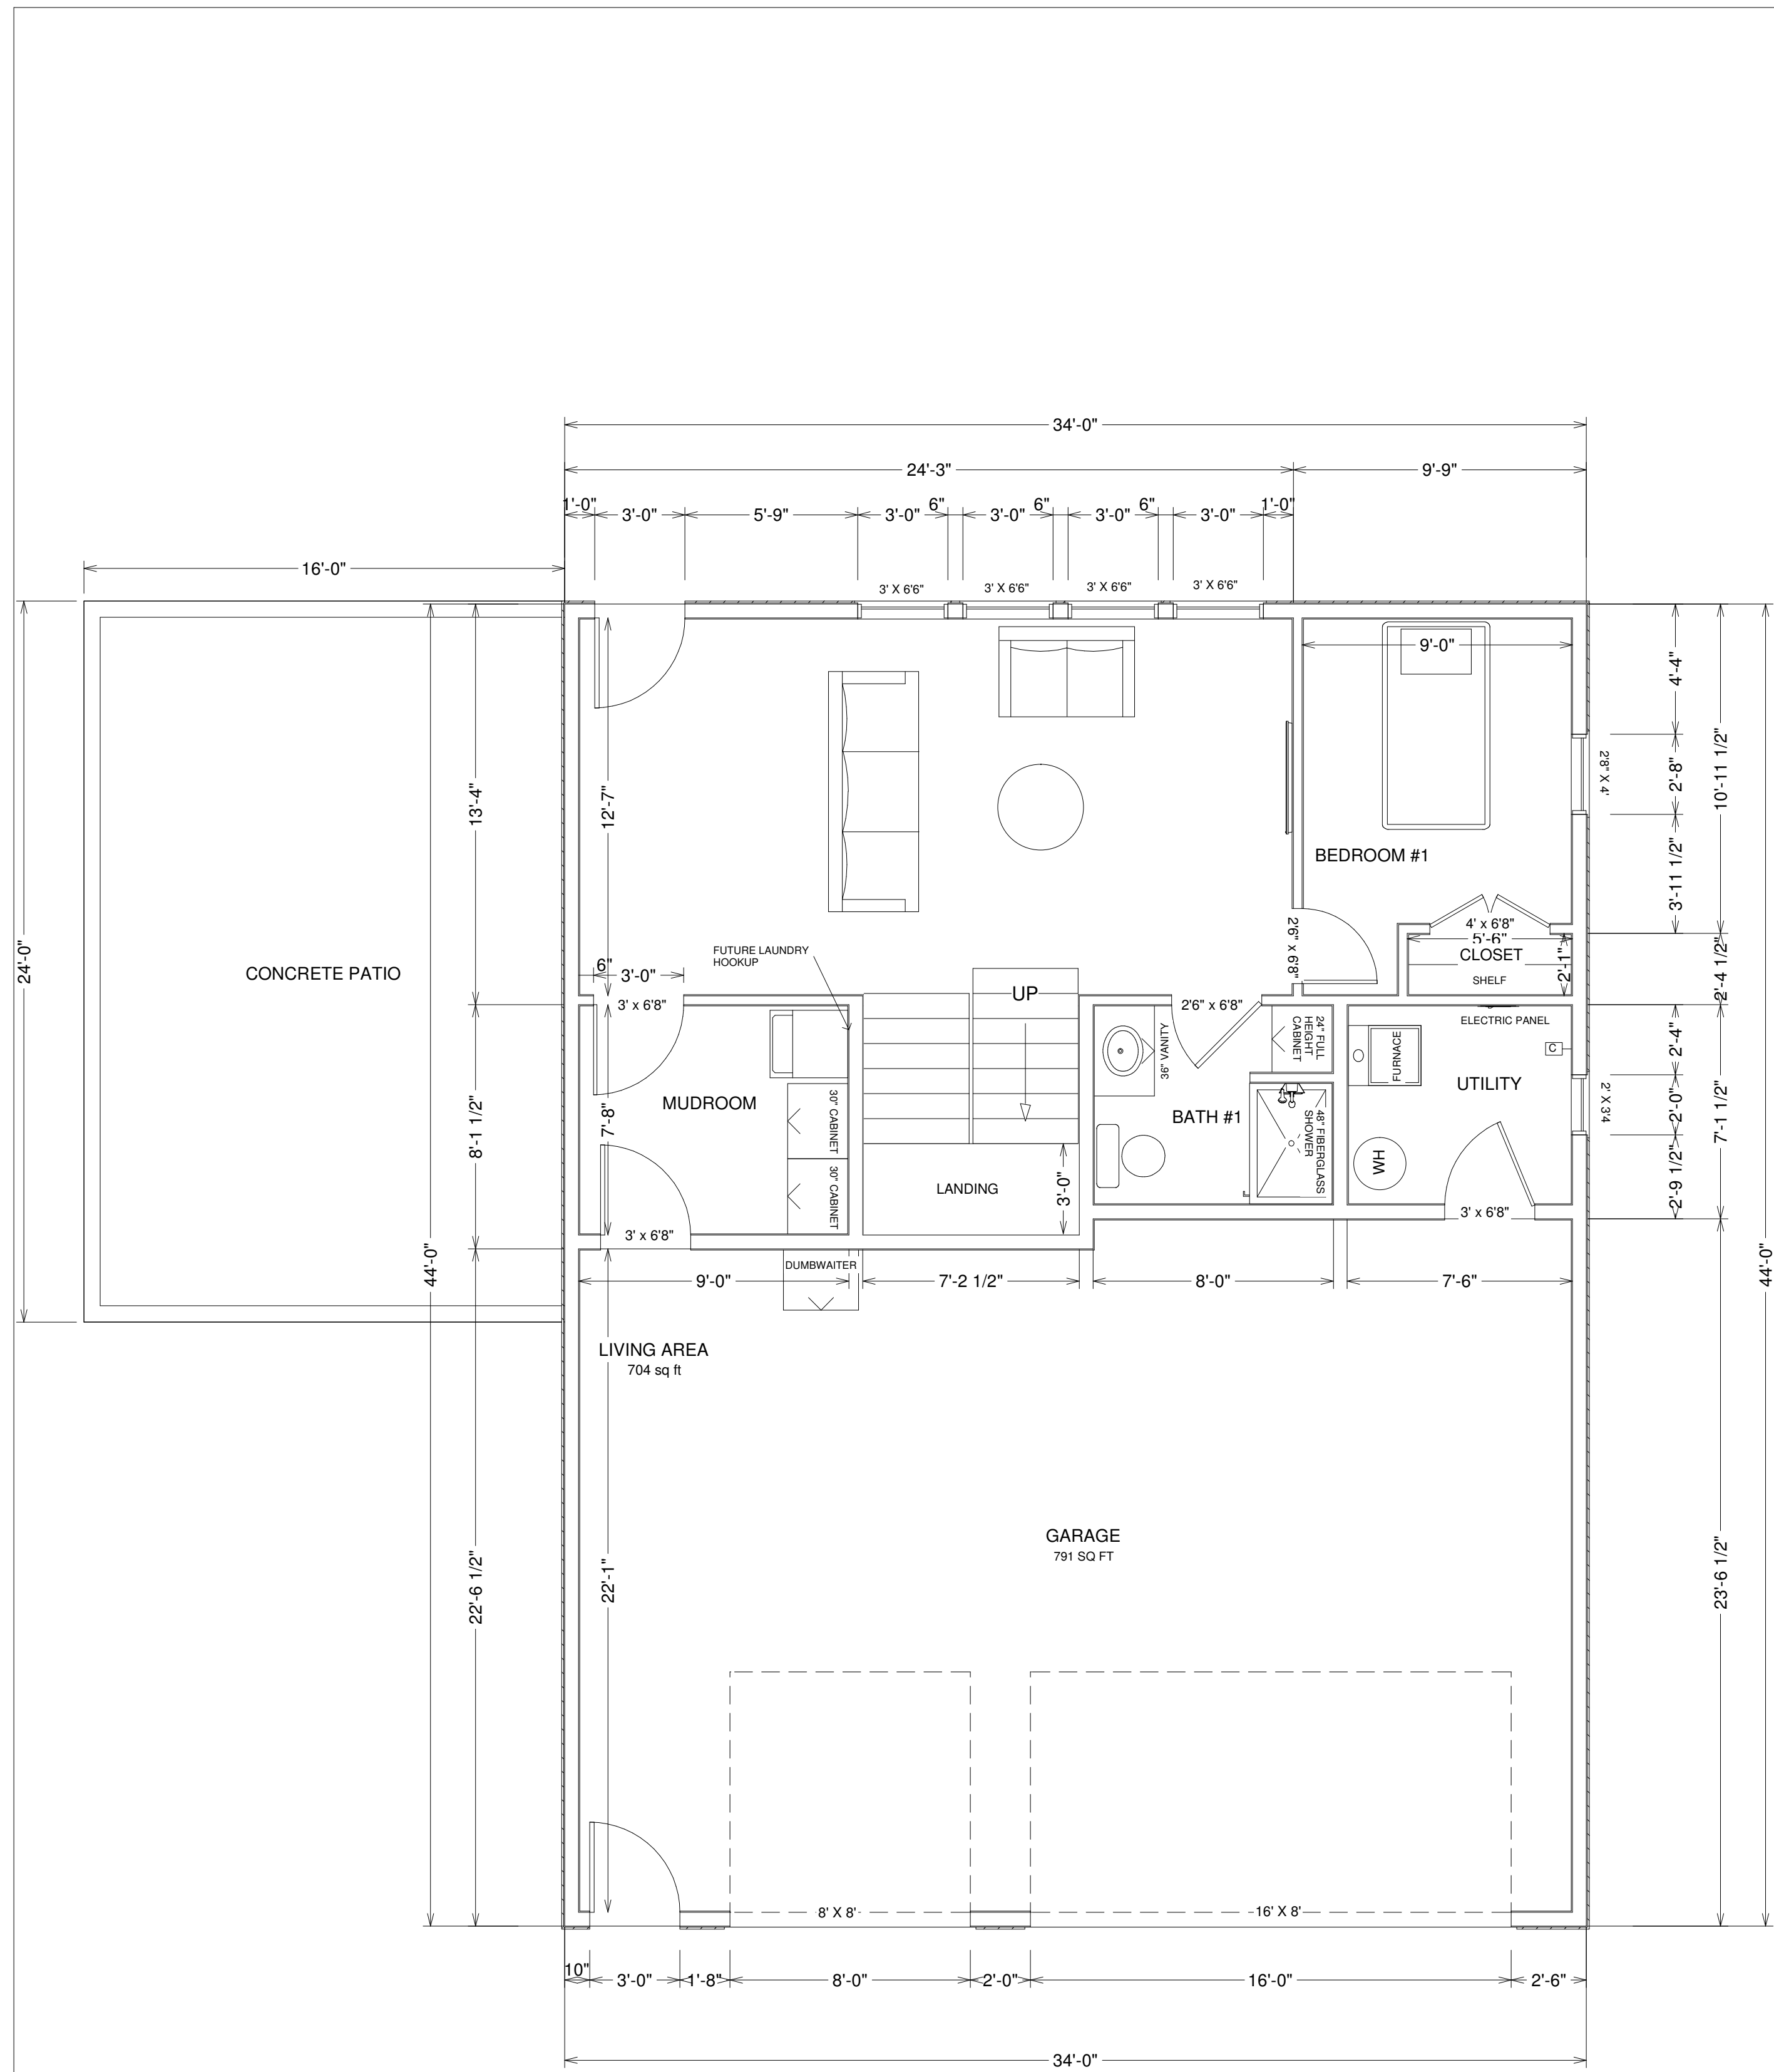 34'-0"
24'-3"
9'-9"
1'-0"
3'-0"
5'-9"
3'-0"
6"
3'-0"
6"
3'-0"
6"
3'-0"
1'-0"
16'-0"
3' X 6'6"
3' X 6'6"
3' X 6'6"
3' X 6'6"
9'-0"
4'-4"
2'-8"
2'8" X 4'
10'-11 1/2"
3'-11 1/2"
13'-4"
12'-7"
BEDROOM #1
4' x 6'8"
5'-6"
CLOSET
SHELF
2'-1"
2'-4 1/2"
2'6" x 6'8"
24'-0"
CONCRETE PATIO
FUTURE LAUNDRY
HOOKUP
6"
3'-0"
3' x 6'8"
UP
2'6" x 6'8"
ELECTRIC PANEL
C
36" VANITY
24" FULL
HEIGHT
CABINET
FURNACE
UTILITY
2'-4"
2'-0"
2' X 3'4
7'-1 1/2"
2'-9 1/2"
MUDROOM
8'-1 1/2"
7'-8"
30" CABINET
30" CABINET
BATH #1
48" FIBERGLASS
SHOWER
WH
LANDING
3'-0"
3' x 6'8"
3' x 6'8"
44'-0"
44'-0"
DUMBWAITER
9'-0"
7'-2 1/2"
8'-0"
7'-6"
LIVING AREA
704 sq ft
GARAGE
791 SQ FT
22'-6 1/2"
22'-1"
23'-6 1/2"
8' X 8'
16' X 8'
10"
3'-0"
1'-8"
8'-0"
2'-0"
16'-0"
2'-6"
34'-0"